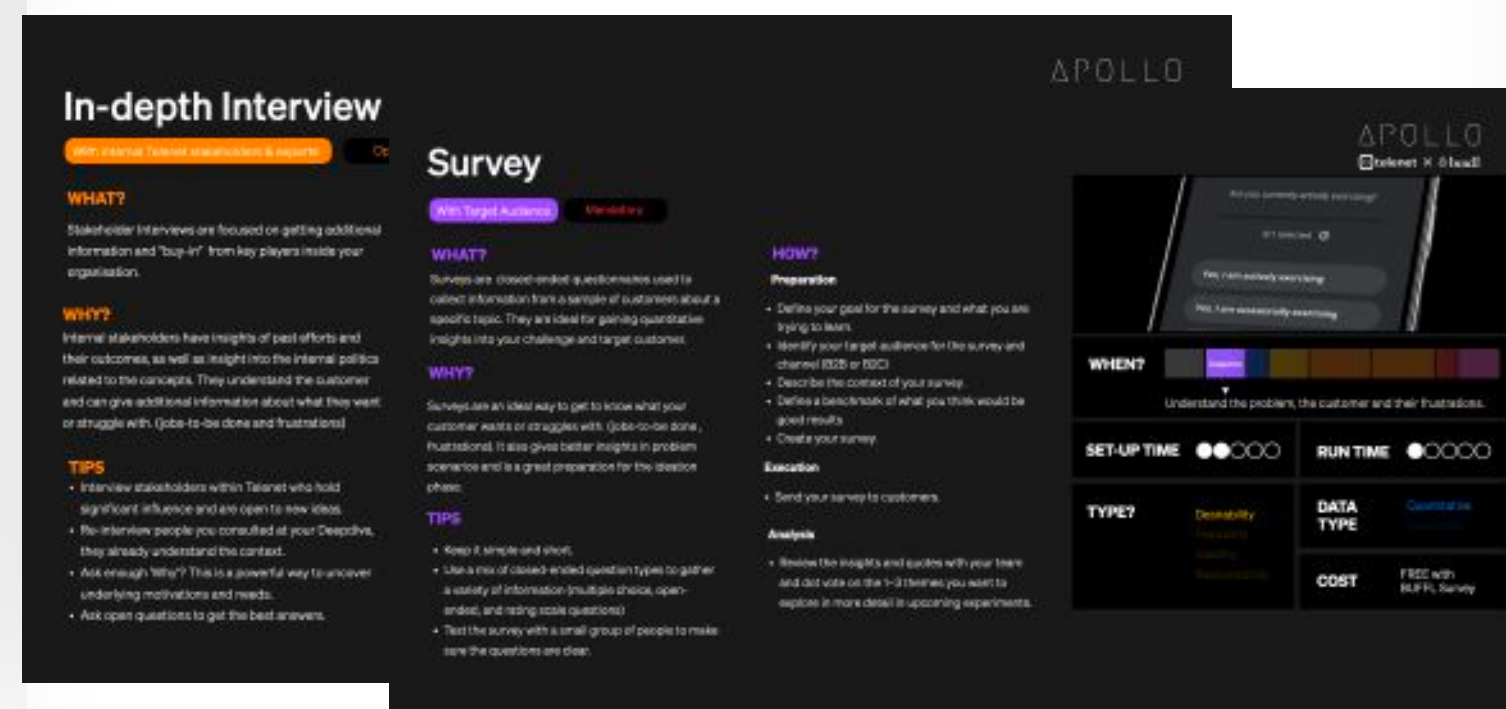 APOLLO
In-depth Interview
With internal Telenet stakeholders & experts
Op
WHAT?
Stakeholder Interviews are focused on getting additional
information and "buy-in" from key players inside your
organisation.
WHY?
Internal stakeholders have insights of past efforts and
their outcomes, as well as insight into the internal politics
related to the concepts. They understand the customer
and can give additional information about what they want
or struggle with. (jobs-to-be done and frustrations)
TIPS
• Interview stakeholders within Telenet who hold
significant influence and are open to new ideas.
• Re-interview people you consulted at your Deepdive,
they already understand the context.
• Ask enough 'Why'? This is a powerful way to uncover
underlying motivations and needs.
• Ask open questions to get the best answers.
Survey
With Target Audience
Mandatory
WHAT?
Surveys are closed-ended questionnaires used to
collect information from a sample of customers about a
specific topic. They are ideal for gaining quantitative
insights into your challenge and target customer.
WHY?
Surveys are an ideal way to get to know what your
customer wants or struggles with. (jobs-to-be done,
frustrations). It also gives better insights in problem
scenarios and is a great preparation for the ideation
phase.
TIPS
• Keep it simple and short.
• Use a mix of closed-ended question types to gather
a variety of information (multiple choice, open-
ended, and rating scale questions)
• Test the survey with a small group of people to make
sure the questions are clear.
HOW?
Preparation
• Define your goal for the survey and what you are
trying to learn.
• Identify your target audience for the survey and
channel (B2B or B2C)
• Describe the context of your survey.
• Define a benchmark of what you think would be
good results
• Create your survey.
Execution
• Send your survey to customers.
Analysis
• Review the insights and quotes with your team
and dot vote on the 1-3 themes you want to
explore in more detail in upcoming experiments.
APOLLO
telenet ×
Are you currently actively exercising?
0/1 selected
Yes, I am actively exercising
Yes, I am occasionally exercising
WHEN?
Understand the problem, the customer and their frustrations.
SET-UP TIME
RUN TIME
TYPE?
Desirability
Feasibility
Viability
DATA
TYPE
Quantitative
COST
FREE with
BUFFL Survey